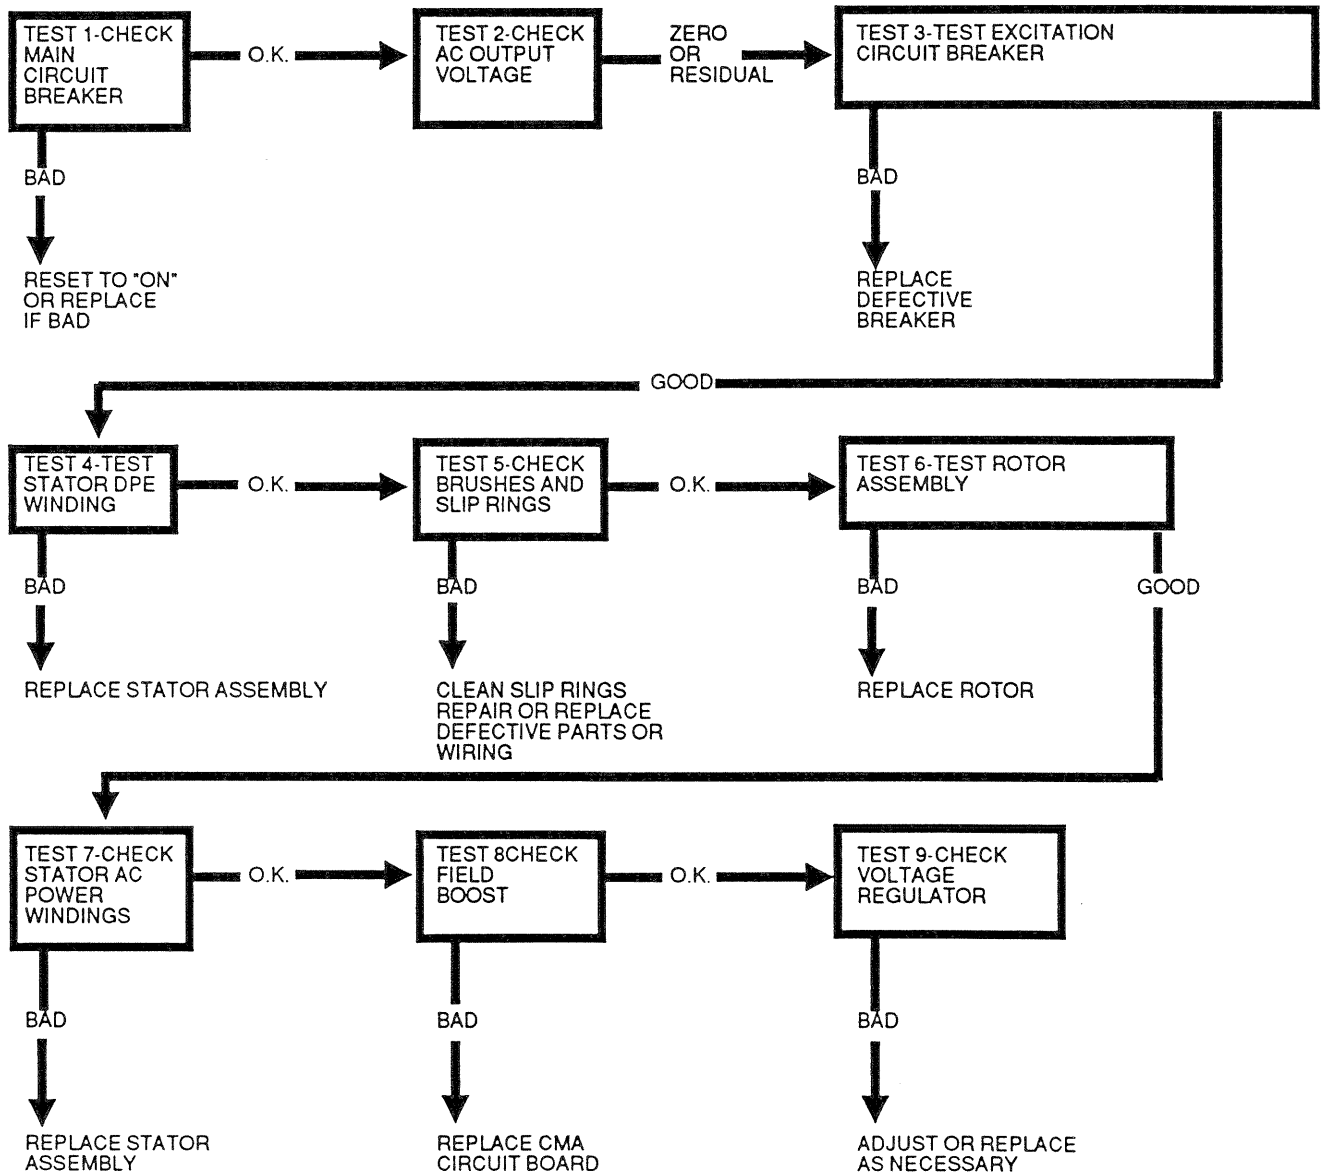 TEST 1-CHECK
MAIN
CIRCUIT
BREAKER
O.K.
TEST 2-CHECK
AC OUTPUT
VOLTAGE
ZERO
OR
RESIDUAL
TEST 3-TEST EXCITATION
CIRCUIT BREAKER
BAD
RESET TO "ON"
OR REPLACE
IF BAD
BAD
REPLACE
DEFECTIVE
BREAKER
GOOD
TEST 4-TEST
STATOR DPE
WINDING
O.K.
TEST 5-CHECK
BRUSHES AND
SLIP RINGS
O.K.
TEST 6-TEST ROTOR
ASSEMBLY
BAD
REPLACE STATOR ASSEMBLY
BAD
CLEAN SLIP RINGS
REPAIR OR REPLACE
DEFECTIVE PARTS OR
WIRING
BAD
REPLACE ROTOR
GOOD
TEST 7-CHECK
STATOR AC
POWER
WINDINGS
O.K.
TEST 8CHECK
FIELD
BOOST
O.K.
TEST 9-CHECK
VOLTAGE
REGULATOR
BAD
REPLACE STATOR
ASSEMBLY
BAD
REPLACE CMA
CIRCUIT BOARD
BAD
ADJUST OR REPLACE
AS NECESSARY